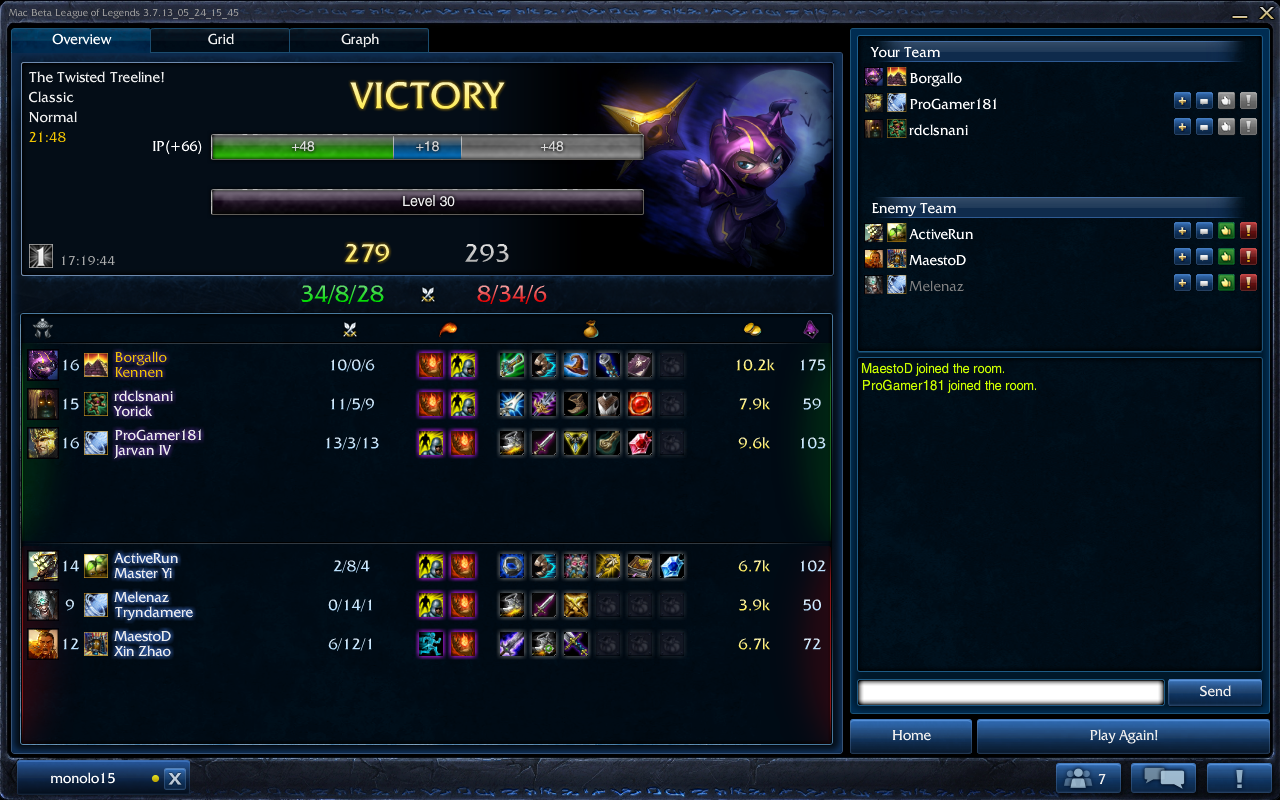 Mac Beta League of Legends 3.7.13_05_24_15_45
Overview
Grid
Graph
The Twisted Treeline!
Classic
Normal
21:48
VICTORY
IP(+66)
+48
+18
+48
Level 30
1
17:19:44
279
293
34/8/28
8/34/6
16
Borgallo
Kennen
10/0/6
10.2k
175
15
rdclsnani
Yorick
11/5/9
7.9k
59
16
ProGamer181
Jarvan IV
13/3/13
9.6k
103
14
ActiveRun
Master Yi
2/8/4
6.7k
102
9
Melenaz
Tryndamere
0/14/1
3.9k
50
12
MaestoD
Xin Zhao
6/12/1
6.7k
72
Your Team
Borgallo
ProGamer181
rdclsnani
Enemy Team
ActiveRun
MaestoD
Melenaz
MaestoD joined the room.
ProGamer181 joined the room.
Send
Home
Play Again!
monolo15
7